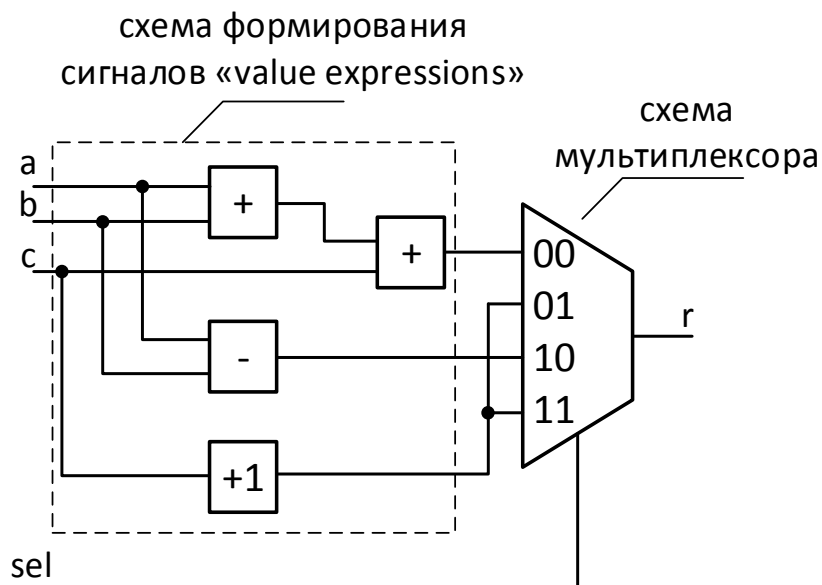 схема формирования
сигналов «value expressions»
схема
мультиплексора
a
b
c
+
+
-
+1
00
01
10
11
r
sel